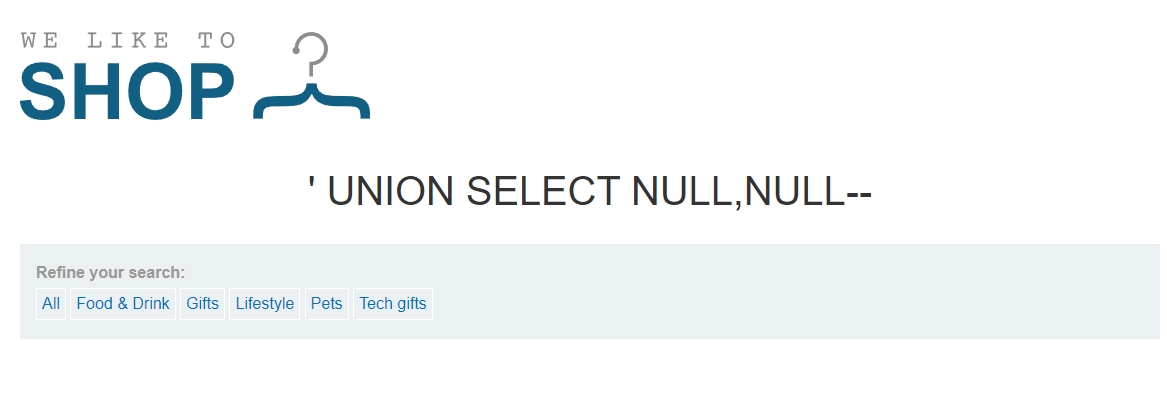 WE LIKE TO
SHOP
' UNION SELECT NULL,NULL--
Refine your search:
All Food & Drink Gifts Lifestyle Pets Tech gifts